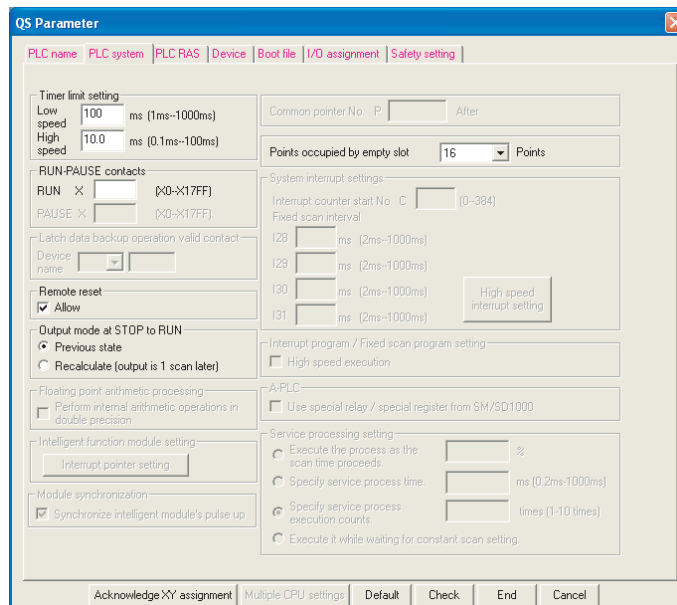 QS Parameter
PLC name PLC system PLC RAS Device Boot file I/O assignment Safety setting
Timer limit setting
Low speed 100 ms (1ms--1000ms)
High speed 10.0 ms (0.1ms--100ms)
RUN-PAUSE contacts
RUN X (X0--X17FF)
PAUSE X (X0--X17FF)
Latch data backup operation valid contact
Device name
Remote reset
Allow
Output mode at STOP to RUN
Previous state
Recalculate (output is 1 scan later)
Floating point arithmetic processing
Perform internal arithmetic operations in
double precision
Intelligent function module setting
Interrupt pointer setting
Module synchronization
Synchronize intelligent module's pulse up
Common pointer No. P After
Points occupied by empty slot 16 Points
System interrupt settings
Interrupt counter start No. C (0--384)
Fixed scan interval
I28 ms (2ms--1000ms)
I29 ms (2ms--1000ms)
I30 ms (2ms--1000ms)
I31 ms (2ms--1000ms)
High speed
interrupt setting
Interrupt program / Fixed scan program setting
High speed execution
A-PLC
Use special relay / special register from SM/SD1000
Service processing setting
Execute the process as the
scan time proceeds. %
Specify service process time. ms (0.2ms-1000ms)
Specify service process
execution counts. times (1-10 times)
Execute it while waiting for constant scan setting.
Acknowledge XY assignment Multiple CPU settings Default Check End Cancel